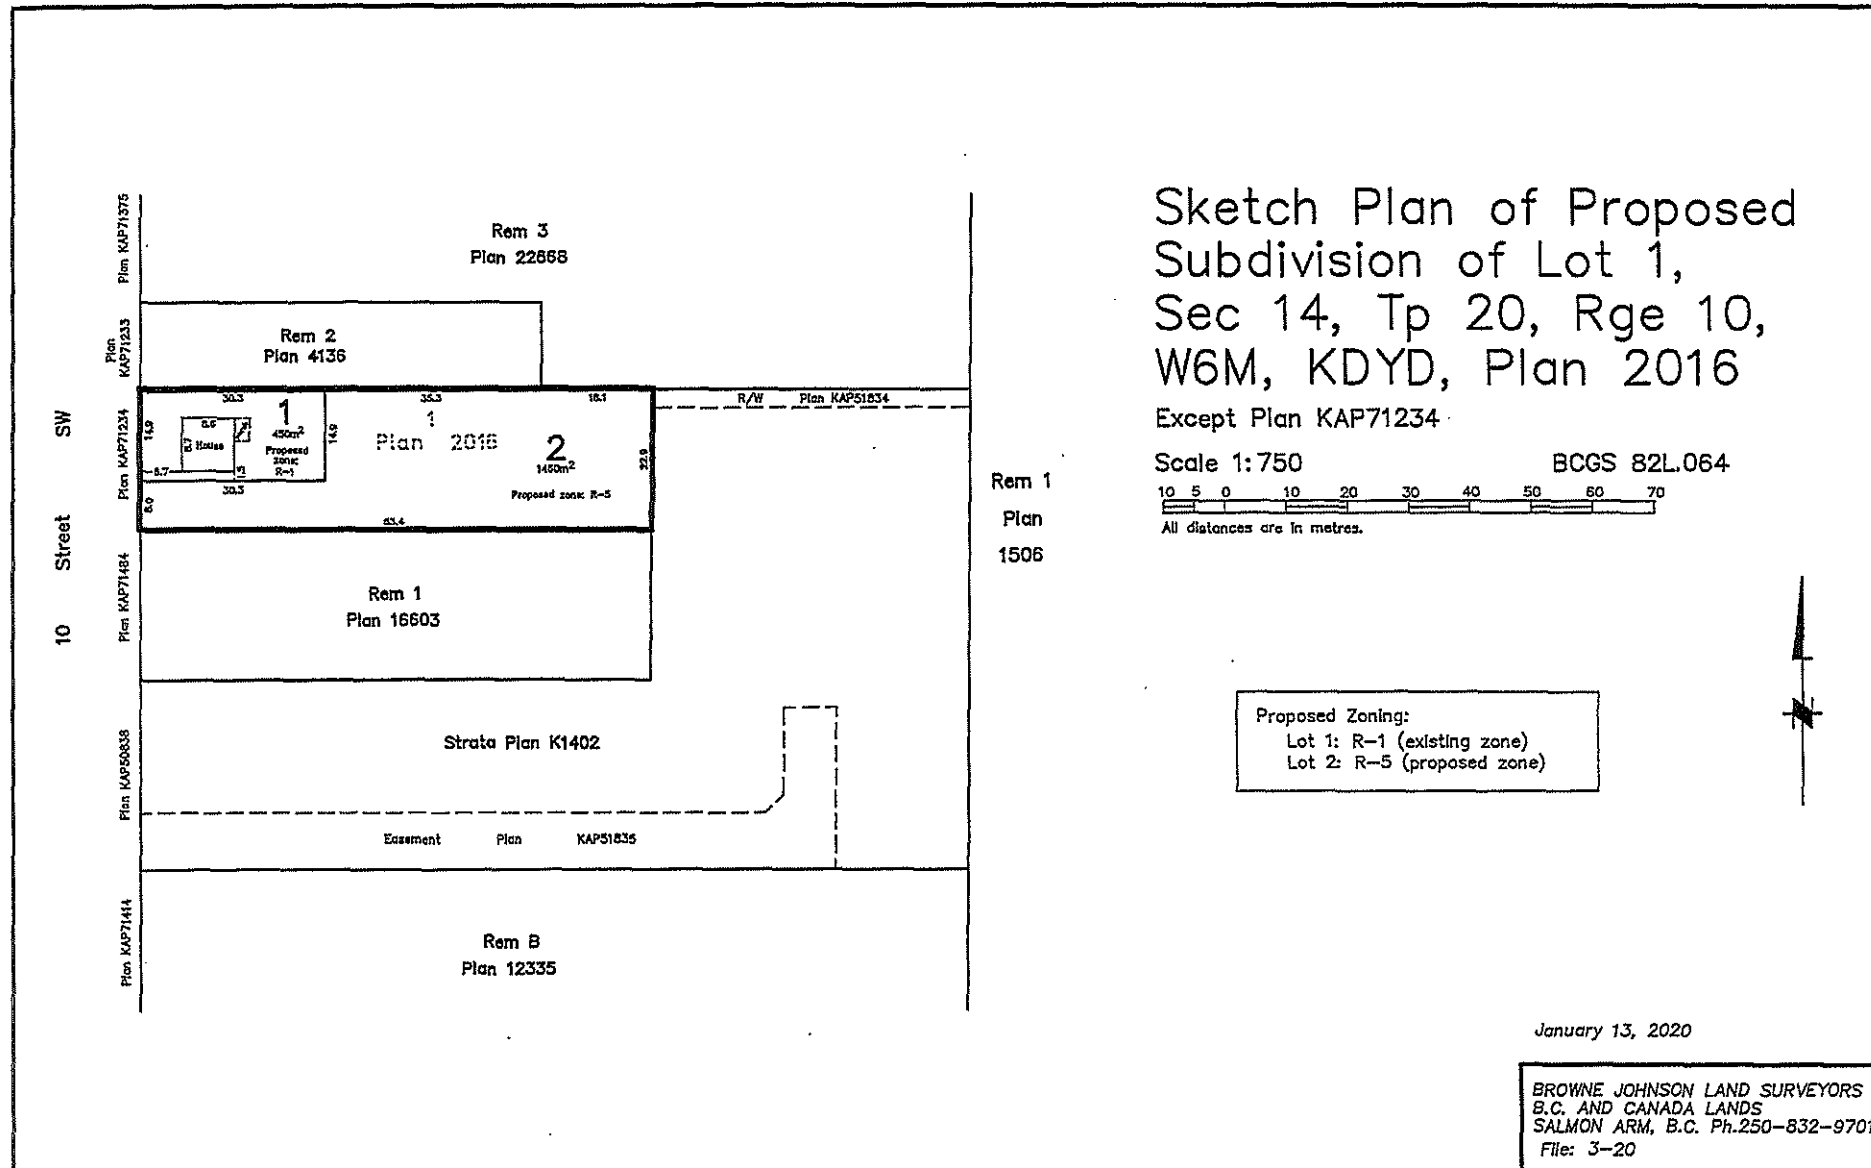 Sketch Plan of Proposed
Subdivision of Lot 1,
Sec 14, Tp 20, Rge 10,
W6M, KDYD, Plan 2016
Except Plan KAP71234
Scale 1:750 BCGS 82L.064
10 5 0 10 20 30 40 50 60 70
All distances are in metres.
Plan KAP71375
Rem 3
Plan 22668
Plan
KAP71233
Rem 2
Plan 4136
10 Street SW
Plan KAP71234
30.3
35.3
18.1
14.9
1
450m²
Proposed
zone:
R-1
House
14.9
30.3
8.0
1
Plan 2016
2
1450m²
Proposed zone: R-5
22.9
R/W Plan KAP51834
Rem 1
Plan
1506
Plan KAP71484
Rem 1
Plan 16603
Plan KAP50838
Strata Plan K1402
Easement Plan KAP51835
Plan KAP71414
Rem B
Plan 12335
Proposed Zoning:
Lot 1: R-1 (existing zone)
Lot 2: R-5 (proposed zone)
January 13, 2020
BROWNE JOHNSON LAND SURVEYORS
B.C. AND CANADA LANDS
SALMON ARM, B.C. Ph.250-832-9701
File: 3-20